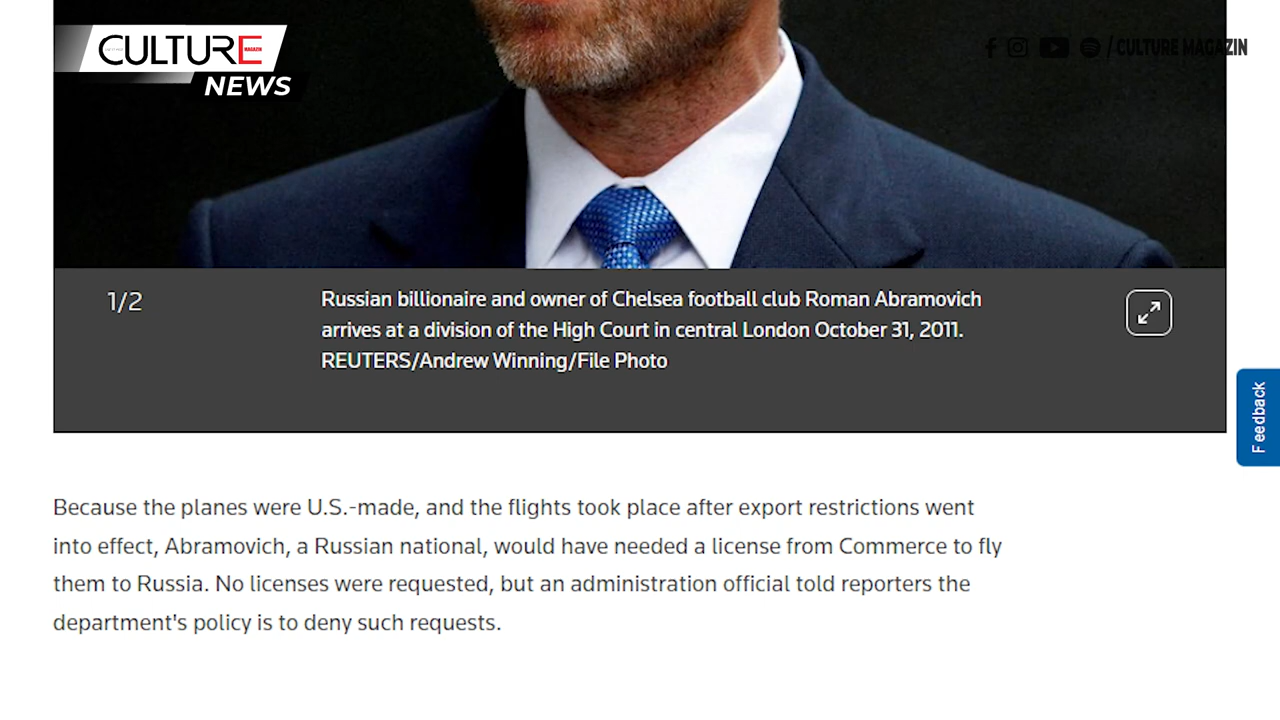 CULTURE
MAGAZIN
NEWS
/ CULTURE MAGAZIN
1/2
Russian billionaire and owner of Chelsea football club Roman Abramovich
arrives at a division of the High Court in central London October 31, 2011.
REUTERS/Andrew Winning/File Photo
Feedback
Because the planes were U.S.-made, and the flights took place after export restrictions went
into effect, Abramovich, a Russian national, would have needed a license from Commerce to fly
them to Russia. No licenses were requested, but an administration official told reporters the
department's policy is to deny such requests.